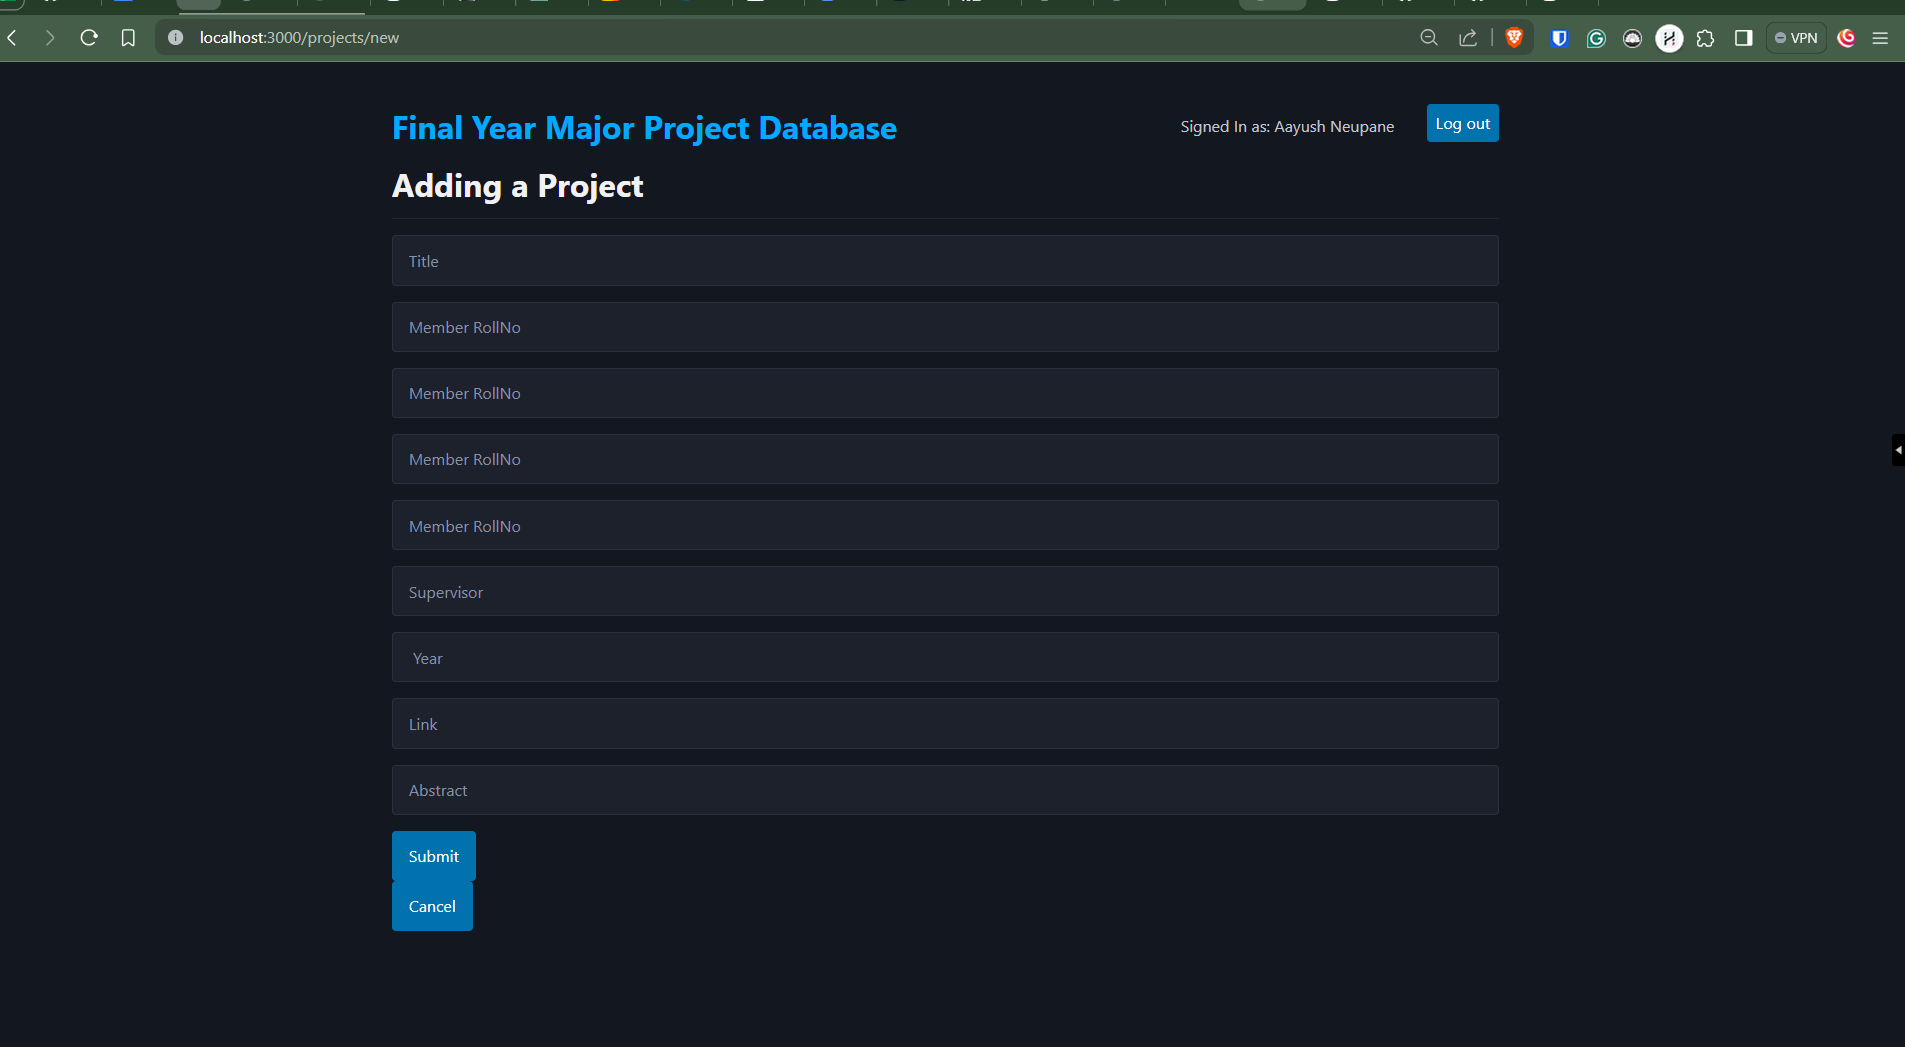 localhost:3000/projects/new
VPN
Final Year Major Project Database
Signed In as: Aayush Neupane
Log out
Adding a Project
Title
Member RollNo
Member RollNo
Member RollNo
Member RollNo
Supervisor
Year
Link
Abstract
Submit
Cancel